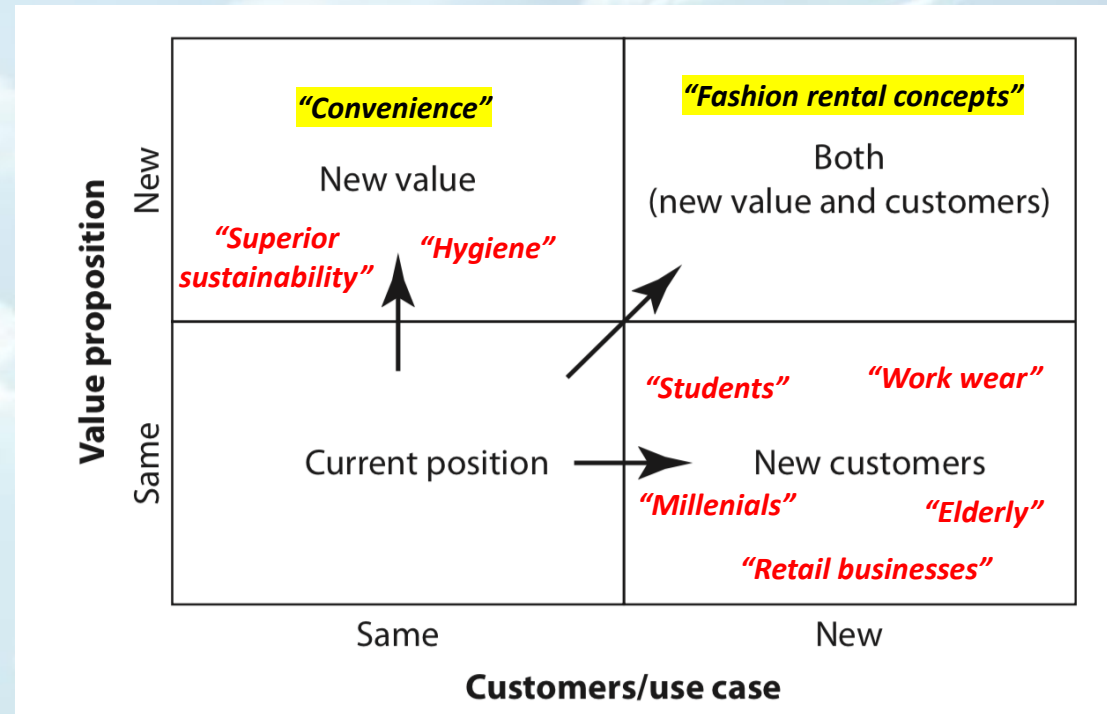 “Convenience”
“Fashion rental concepts”
New value
Both
(new value and customers)
“Superior
sustainability”
“Hygiene”
“Students”
“Work wear”
Current position
New customers
“Millenials”
“Elderly”
“Retail businesses”
Value proposition
New
Same
Same
New
Customers/use case